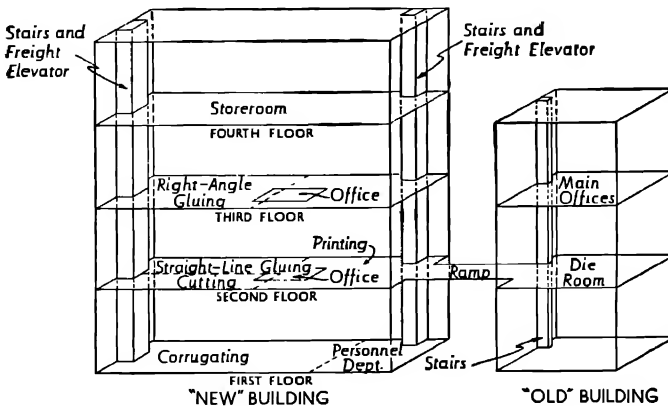 Stairs and
Freight
Elevator
Stairs and
Freight Elevator
Storeroom
FOURTH FLOOR
Right-Angle
Gluing
Office
THIRD FLOOR
Main
Offices
Printing
Straight-Line Gluing
Cutting
Office
SECOND FLOOR
Ramp
Die
Room
Corrugating
Personnel
Dept.
FIRST FLOOR
Stairs
"NEW" BUILDING
"OLD" BUILDING